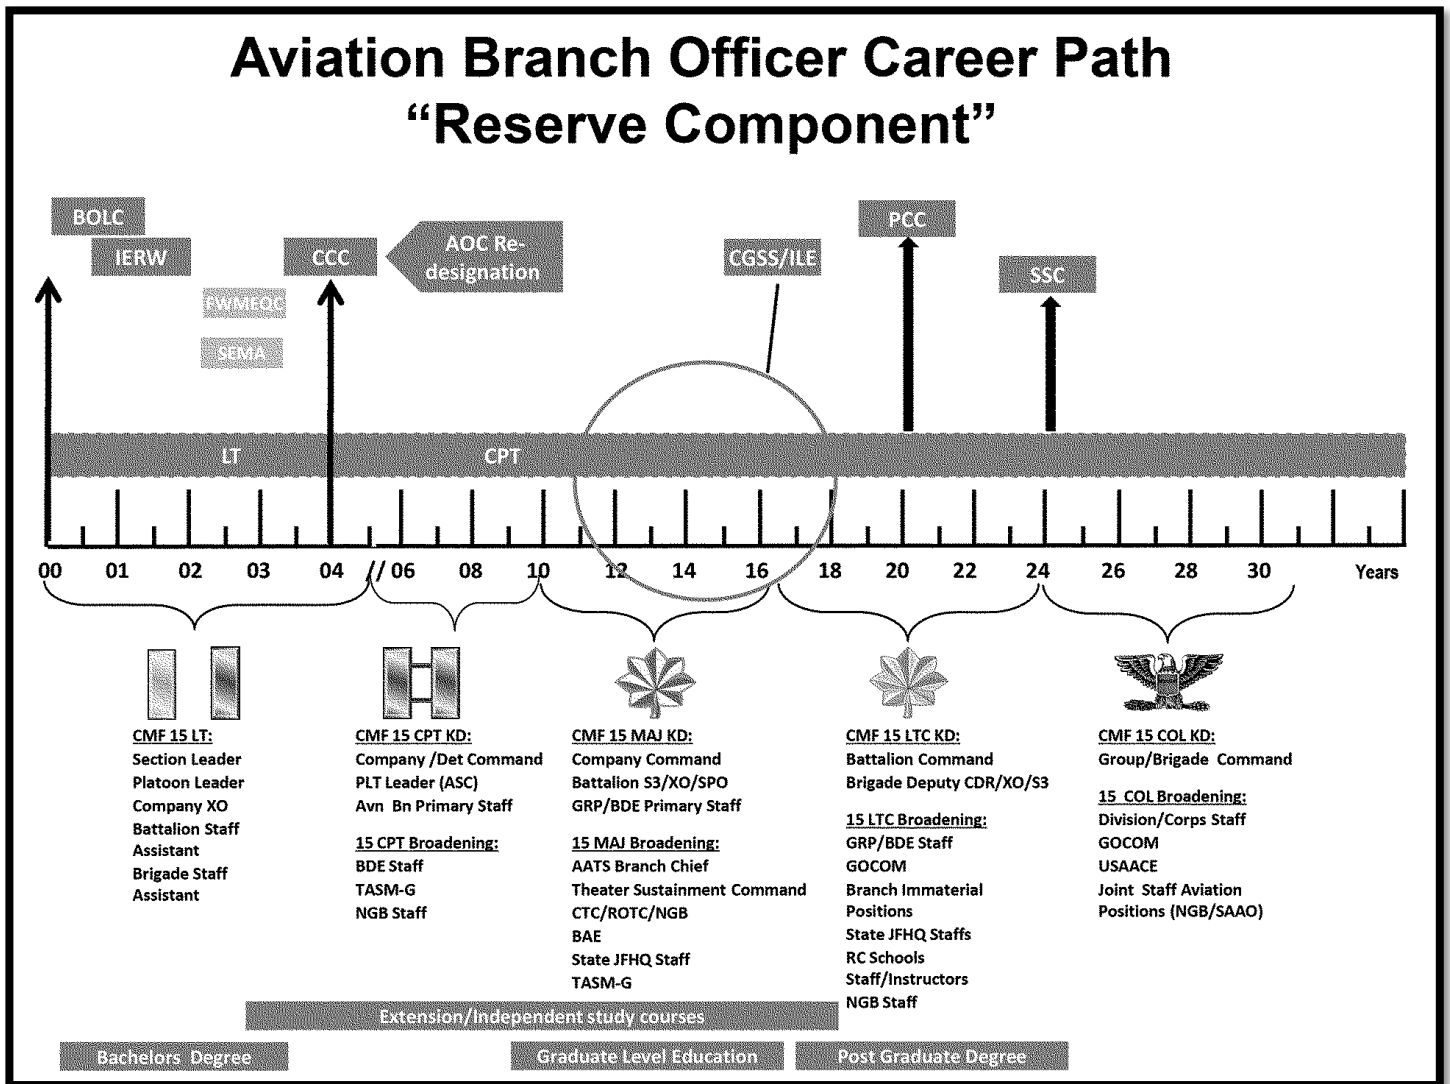 Aviation Branch Officer Career Path
“Reserve Component”
BOLC
IERW
FWMEQC
SEMA
CCC
AOC Re-
designation
CGSS/ILE
PCC
SSC
LT
CPT
00 01 02 03 04 // 06 08 10 12 14 16 18 20 22 24 26 28 30 Years
CMF 15 LT:
Section Leader
Platoon Leader
Company XO
Battalion Staff
Assistant
Brigade Staff
Assistant
CMF 15 CPT KD:
Company /Det Command
PLT Leader (ASC)
Avn Bn Primary Staff
15 CPT Broadening:
BDE Staff
TASM-G
NGB Staff
CMF 15 MAJ KD:
Company Command
Battalion S3/XO/SPO
GRP/BDE Primary Staff
15 MAJ Broadening:
AATS Branch Chief
Theater Sustainment Command
CTC/ROTC/NGB
BAE
State JFHQ Staff
TASM-G
CMF 15 LTC KD:
Battalion Command
Brigade Deputy CDR/XO/S3
15 LTC Broadening:
GRP/BDE Staff
GOCOM
Branch Immaterial
Positions
State JFHQ Staffs
RC Schools
Staff/Instructors
NGB Staff
CMF 15 COL KD:
Group/Brigade Command
15 COL Broadening:
Division/Corps Staff
GOCOM
USAACE
Joint Staff Aviation
Positions (NGB/SAAO)
Extension/Independent study courses
Bachelors Degree
Graduate Level Education
Post Graduate Degree